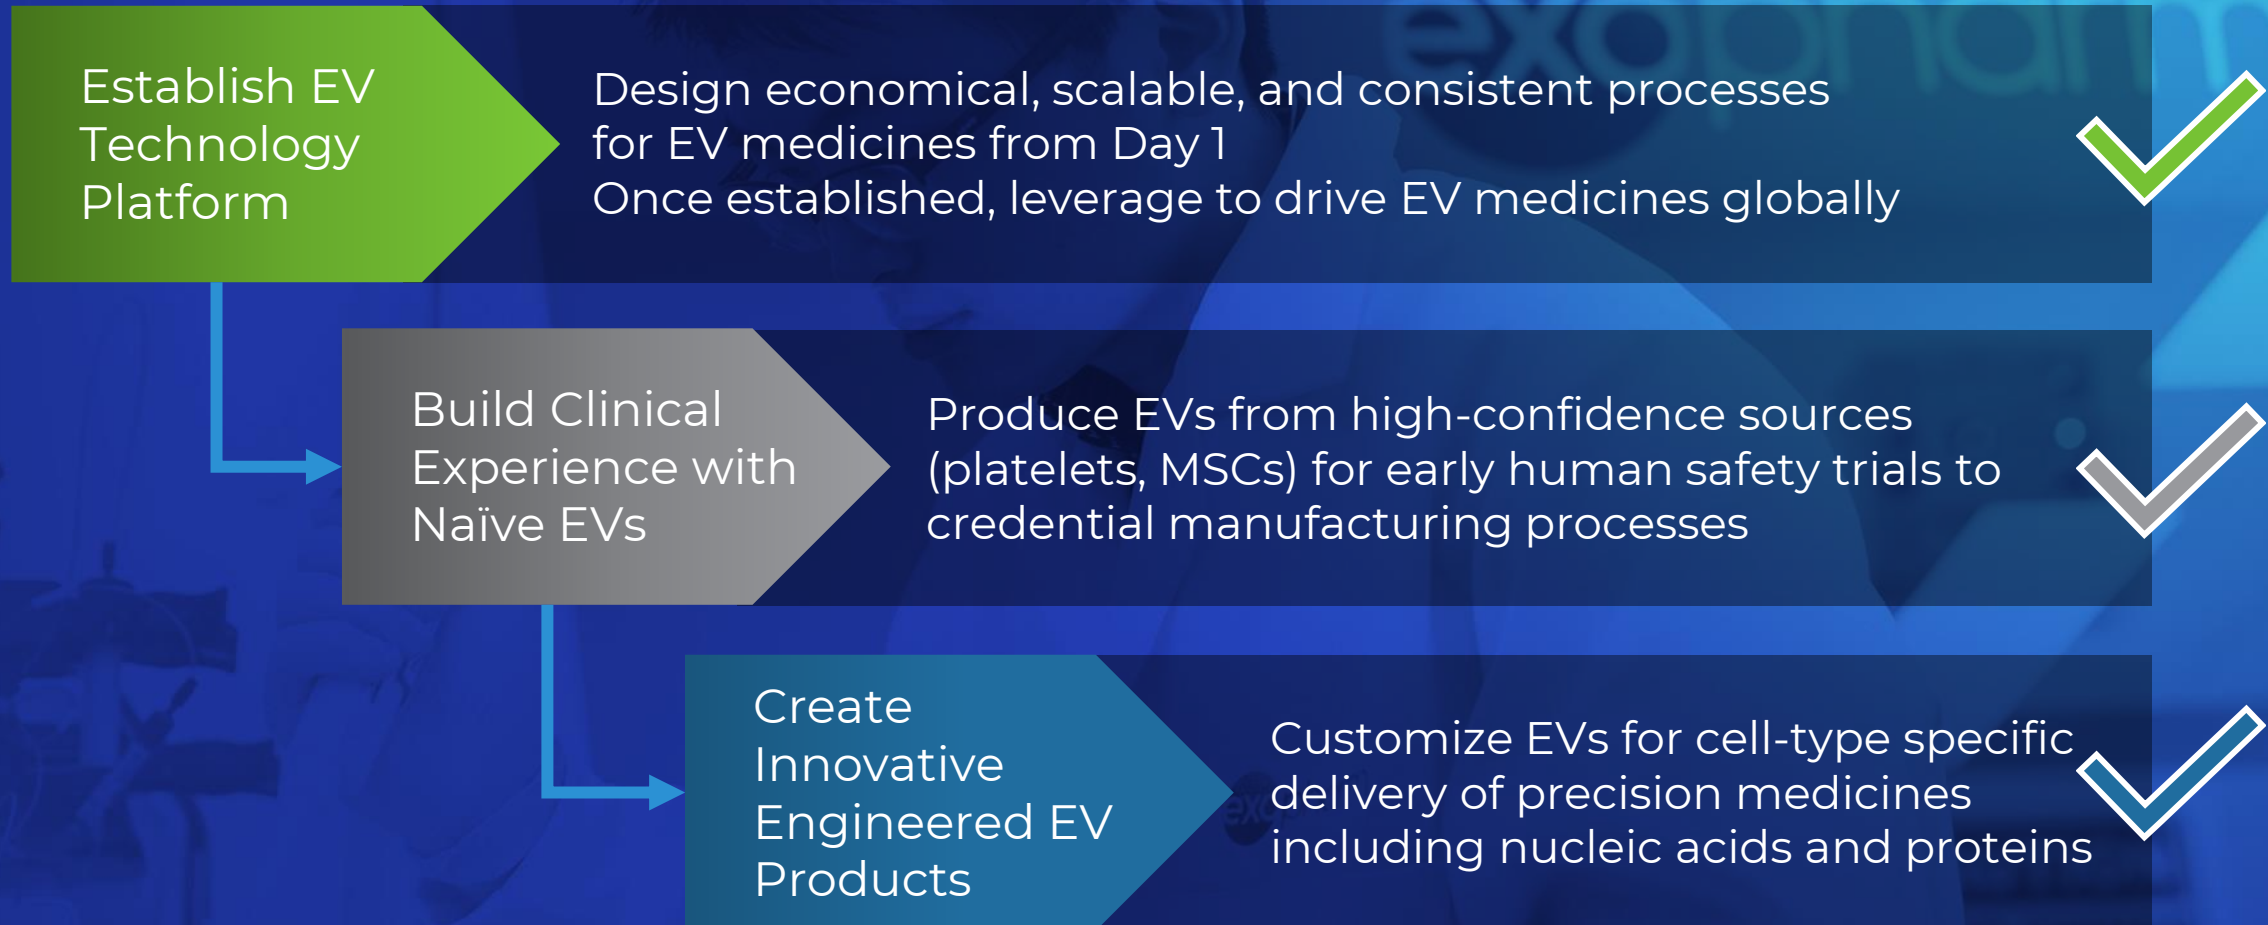 exopharm
Establish EV
Technology
Platform
Design economical, scalable, and consistent processes
for EV medicines from Day 1
Once established, leverage to drive EV medicines globally
Build Clinical
Experience with
Naïve EVs
Produce EVs from high-confidence sources
(platelets, MSCs) for early human safety trials to
credential manufacturing processes
Create
Innovative
Engineered EV
Products
Customize EVs for cell-type specific
delivery of precision medicines
including nucleic acids and proteins